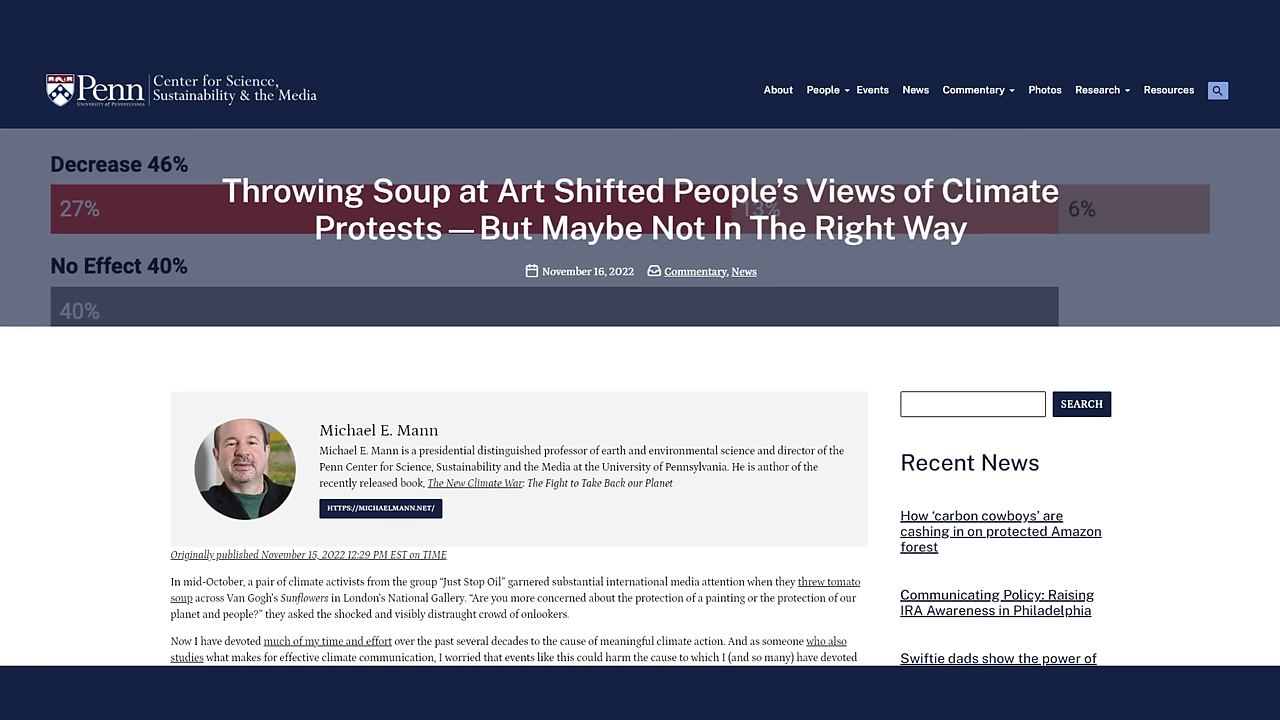 Penn
UNIVERSITY OF PENNSYLVANIA
Center for Science,
Sustainability & the Media
About People Events News Commentary Photos Research Resources
Decrease 46%
27% 13% 6%
Throwing Soup at Art Shifted People’s Views of Climate
Protests — But Maybe Not In The Right Way
No Effect 40%
40%
November 16, 2022 Commentary, News
Michael E. Mann
Michael E. Mann is a presidential distinguished professor of earth and environmental science and director of the
Penn Center for Science, Sustainability and the Media at the University of Pennsylvania. He is author of the
recently released book, The New Climate War: The Fight to Take Back our Planet
HTTPS://MICHAELMANN.NET/
Originally published November 15, 2022 12:29 PM EST on TIME
In mid-October, a pair of climate activists from the group “Just Stop Oil” garnered substantial international media attention when they threw tomato
soup across Van Gogh’s Sunflowers in London’s National Gallery. “Are you more concerned about the protection of a painting or the protection of our
planet and people?” they asked the shocked and visibly distraught crowd of onlookers.
Now I have devoted much of my time and effort over the past several decades to the cause of meaningful climate action. And as someone who also
studies what makes for effective climate communication, I worried that events like this could harm the cause to which I (and so many) have devoted
SEARCH
Recent News
How ‘carbon cowboys’ are
cashing in on protected Amazon
forest
Communicating Policy: Raising
IRA Awareness in Philadelphia
Swiftie dads show the power of